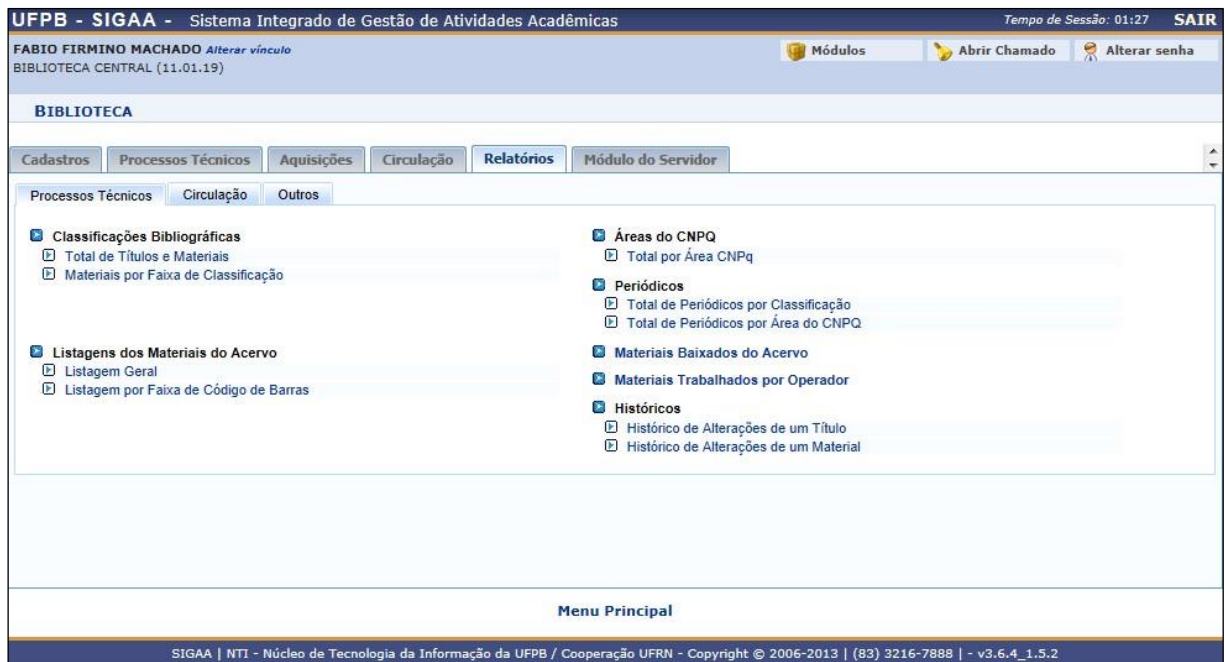 UFPB - SIGAA - Sistema Integrado de Gestão de Atividades Acadêmicas
Tempo de Sessão: 01:27 SAIR
FABIO FIRMINO MACHADO Alterar vínculo
BIBLIOTECA CENTRAL (11.01.19)
Módulos Abrir Chamado Alterar senha
BIBLIOTECA
Cadastros Processos Técnicos Aquisições Circulação Relatórios Módulo do Servidor
Processos Técnicos Circulação Outros
Classificações Bibliográficas
Total de Títulos e Materiais
Materiais por Faixa de Classificação
Listagens dos Materiais do Acervo
Listagem Geral
Listagem por Faixa de Código de Barras
Áreas do CNPQ
Total por Área CNPq
Periódicos
Total de Periódicos por Classificação
Total de Periódicos por Área do CNPQ
Materiais Baixados do Acervo
Materiais Trabalhados por Operador
Históricos
Histórico de Alterações de um Título
Histórico de Alterações de um Material
Menu Principal
SIGAA | NTI - Núcleo de Tecnologia da Informação da UFPB / Cooperação UFRN - Copyright © 2006-2013 | (83) 3216-7888 | - v3.6.4_1.5.2